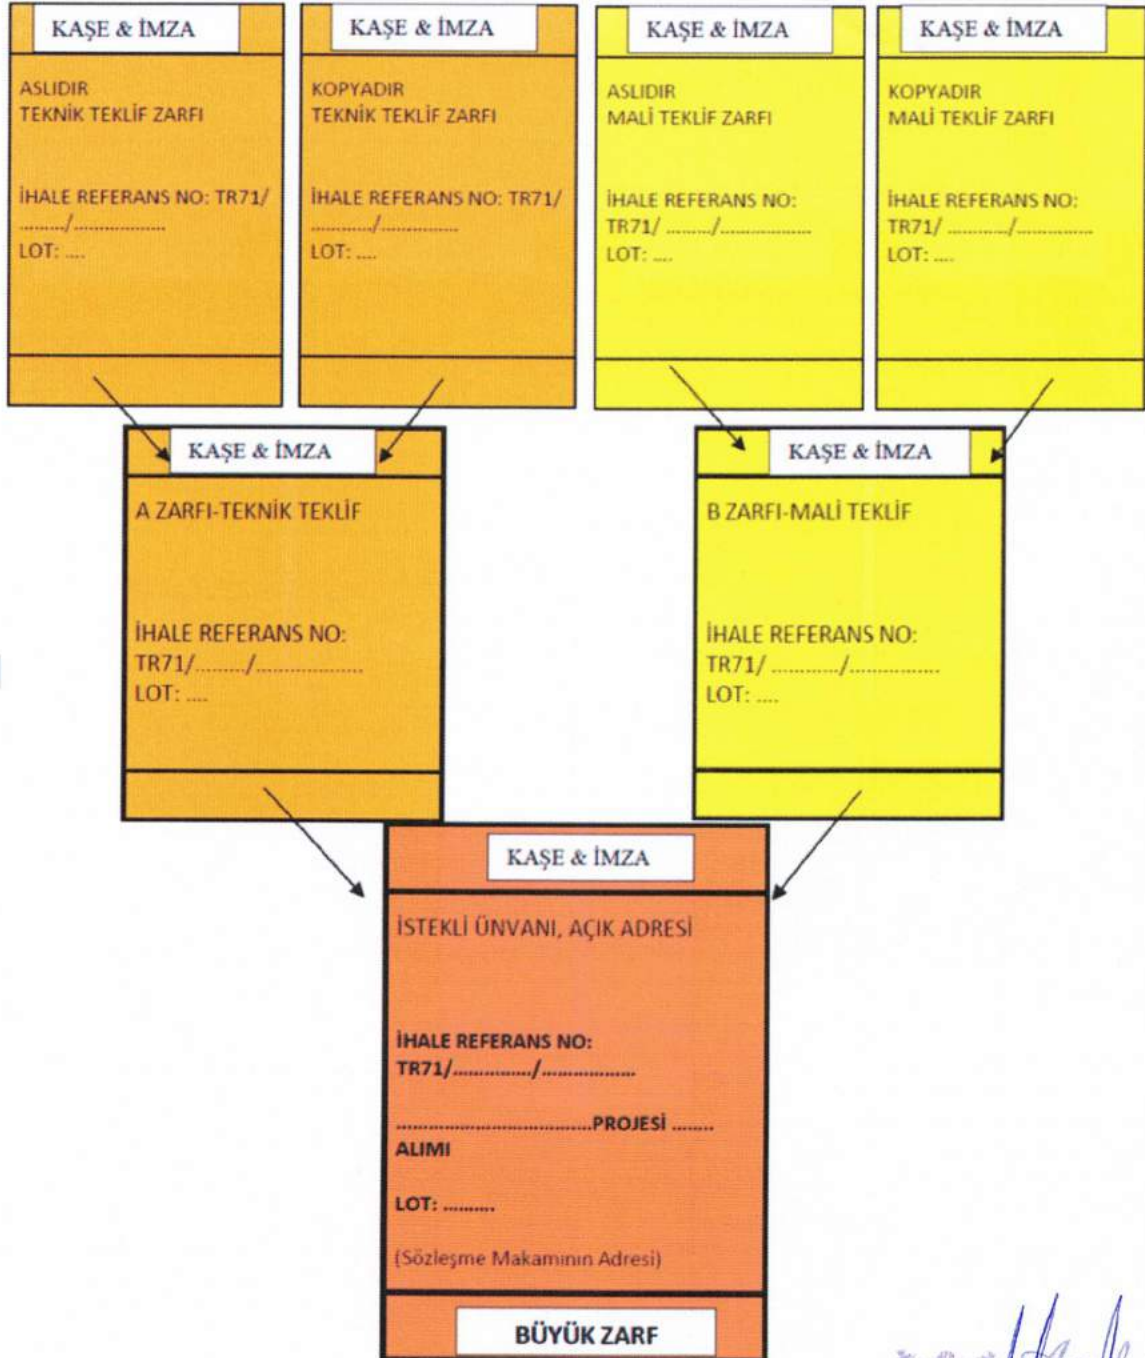 KAŞE & İMZA
ASLIDIR
TEKNİK TEKLİF ZARFI
İHALE REFERANS NO: TR71/
........./..................
LOT: ....
KAŞE & İMZA
KOPYADIR
TEKNİK TEKLİF ZARFI
İHALE REFERANS NO: TR71/
............/...............
LOT: ....
KAŞE & İMZA
ASLIDIR
MALİ TEKLİF ZARFI
İHALE REFERANS NO:
TR71/ ........./..................
LOT: ....
KAŞE & İMZA
KOPYADIR
MALİ TEKLİF ZARFI
İHALE REFERANS NO:
TR71/ ............/...............
LOT: ....
KAŞE & İMZA
A ZARFI-TEKNİK TEKLİF
İHALE REFERANS NO:
TR71/........./..................
LOT: ....
KAŞE & İMZA
B ZARFI-MALİ TEKLİF
İHALE REFERANS NO:
TR71/ ............/...............
LOT: ....
KAŞE & İMZA
İSTEKLİ ÜNVANI, AÇIK ADRESİ
İHALE REFERANS NO:
TR71/.............../..................
.....................................PROJESİ ........
ALIMI
LOT: ..........
(Sözleşme Makamının Adresi)
BÜYÜK ZARF